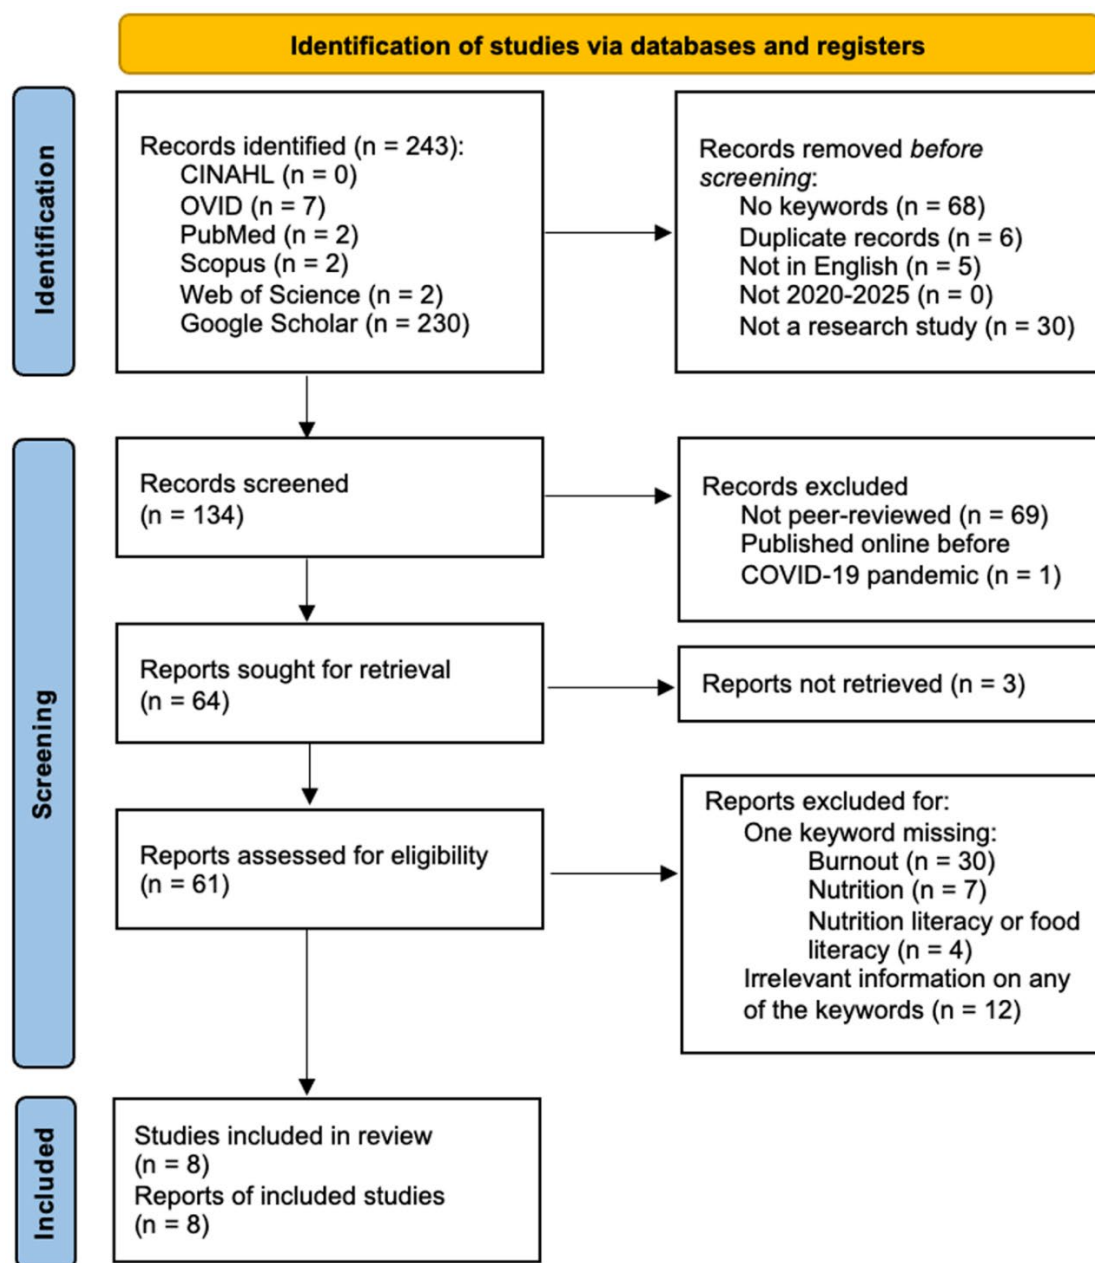 Identification of studies via databases and registers
Identification
Records identified (n = 243):
CINAHL (n = 0)
OVID (n = 7)
PubMed (n = 2)
Scopus (n = 2)
Web of Science (n = 2)
Google Scholar (n = 230)
Records removed before
screening:
No keywords (n = 68)
Duplicate records (n = 6)
Not in English (n = 5)
Not 2020-2025 (n = 0)
Not a research study (n = 30)
Screening
Records screened
(n = 134)
Records excluded
Not peer-reviewed (n = 69)
Published online before
COVID-19 pandemic (n = 1)
Reports sought for retrieval
(n = 64)
Reports not retrieved (n = 3)
Reports assessed for eligibility
(n = 61)
Reports excluded for:
One keyword missing:
Burnout (n = 30)
Nutrition (n = 7)
Nutrition literacy or food
literacy (n = 4)
Irrelevant information on any
of the keywords (n = 12)
Included
Studies included in review
(n = 8)
Reports of included studies
(n = 8)